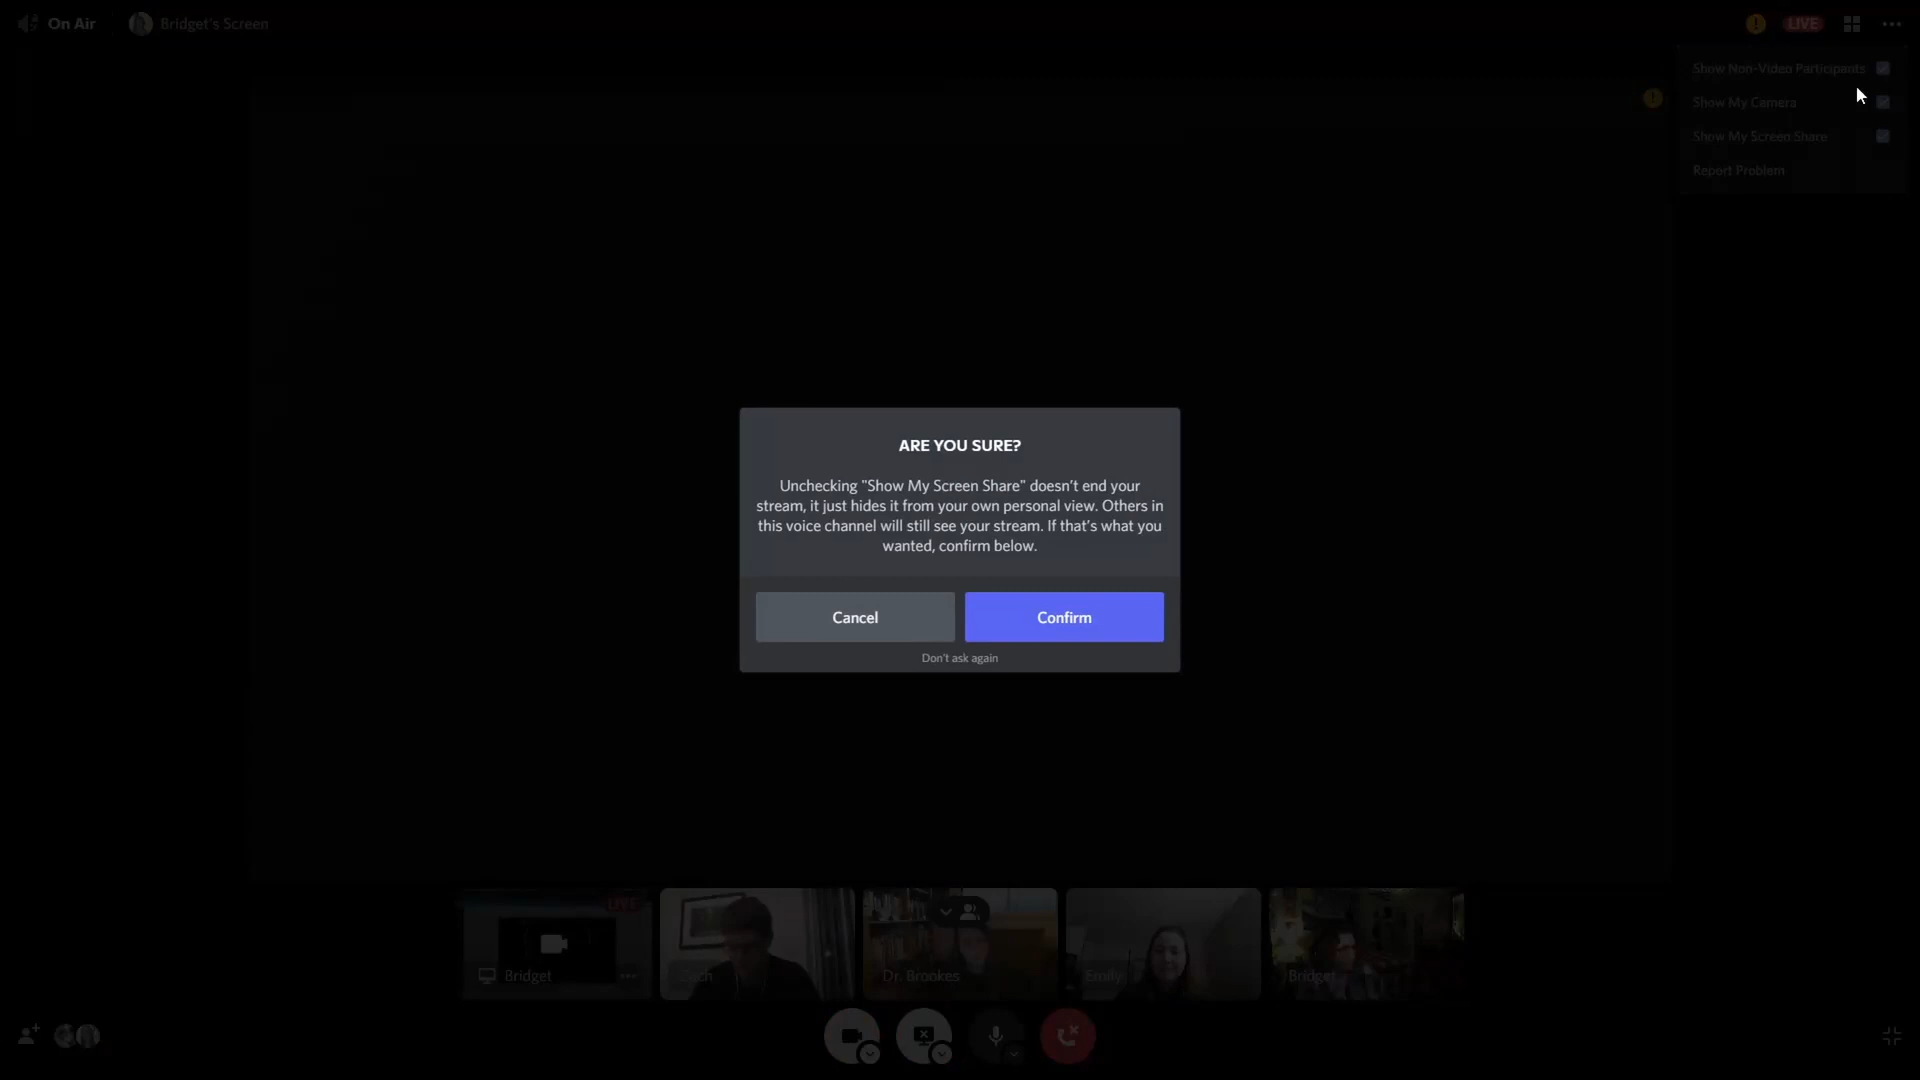 On Air
Bridget's Screen
LIVE
Show Non-Video Participants
Show My Camera
Show My Screen Share
Report Problem
ARE YOU SURE?
Unchecking "Show My Screen Share" doesn't end your
stream, it just hides it from your own personal view. Others in
this voice channel will still see your stream. If that's what you
wanted, confirm below.
Cancel
Confirm
Don't ask again
LIVE
Bridget
Zach
Dr. Brookes
Emily
Bridget